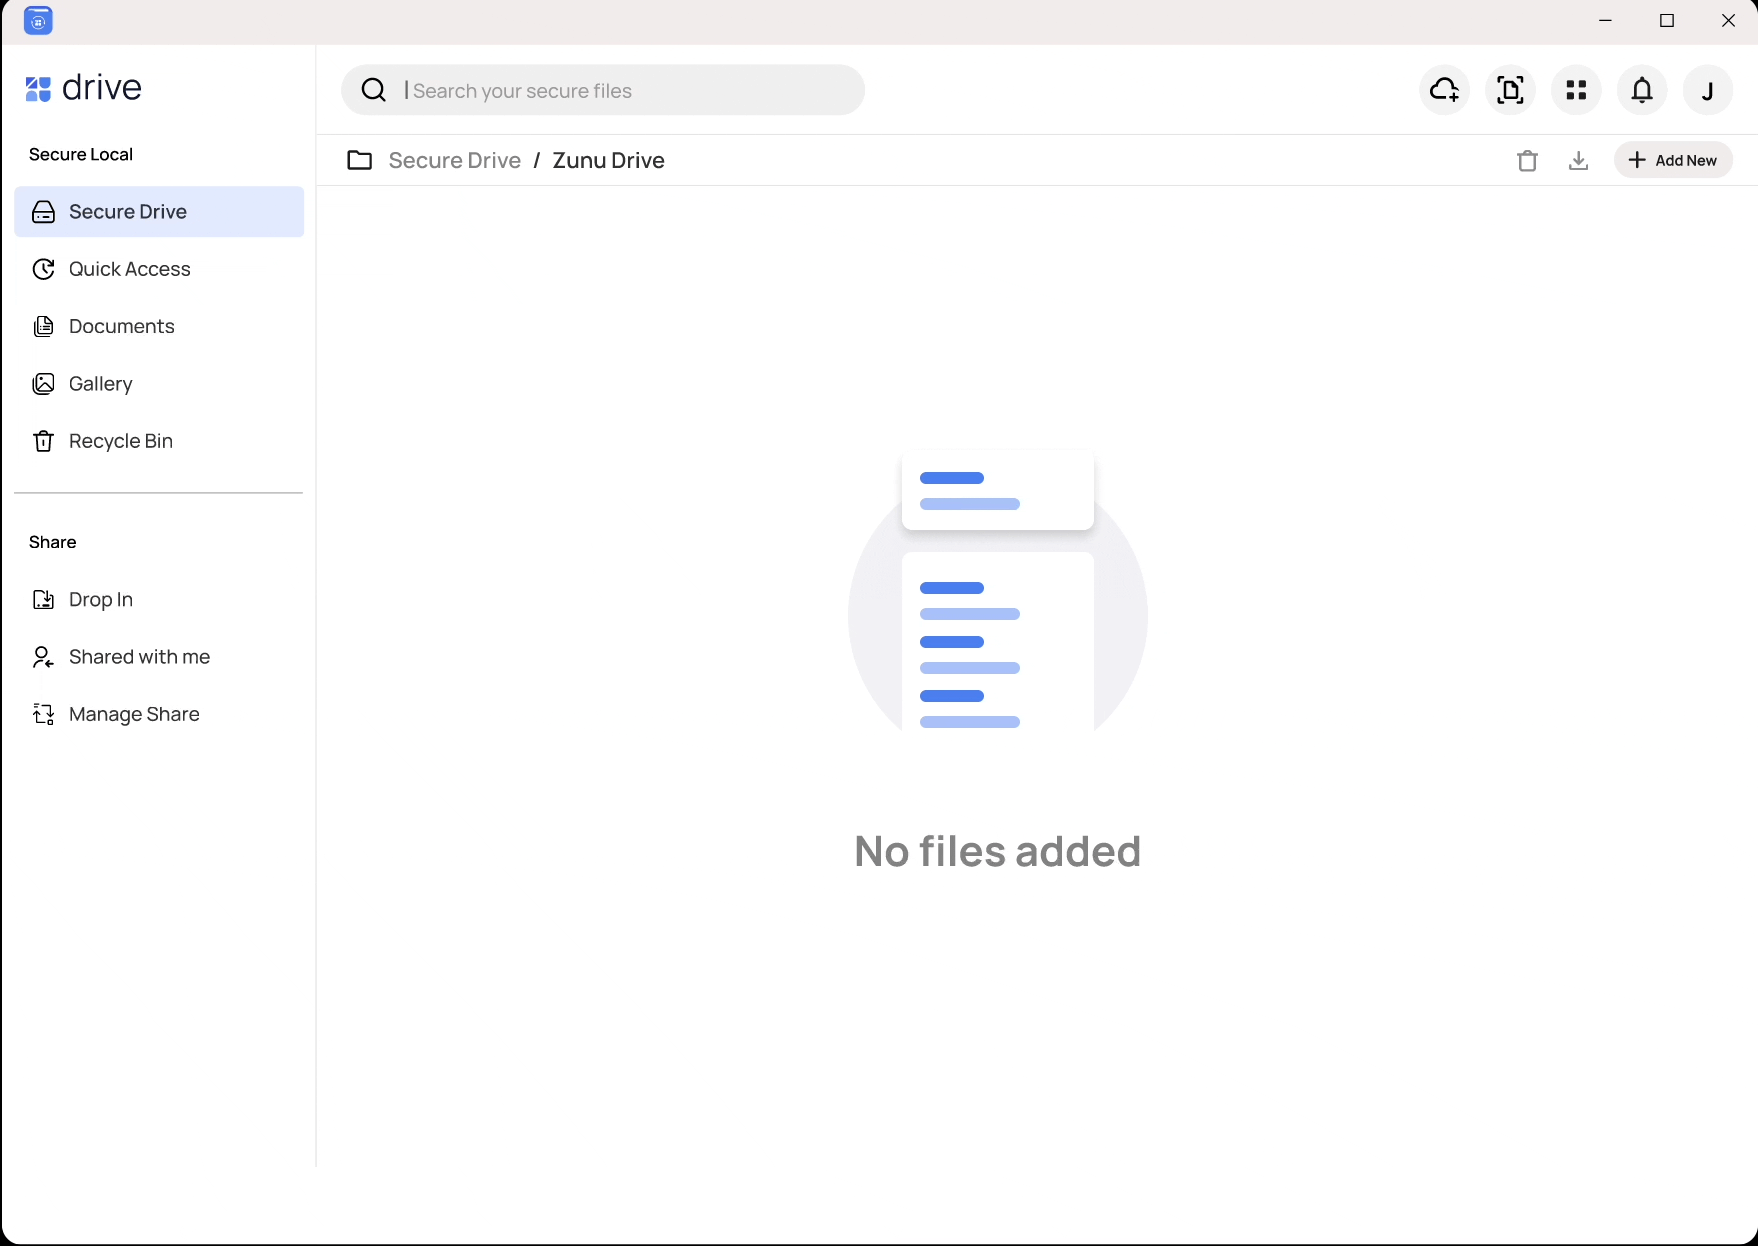 drive
Search your secure files
J
Secure Local
Secure Drive / Zunu Drive
Add New
Secure Drive
Quick Access
Documents
Gallery
Recycle Bin
Share
Drop In
Shared with me
Manage Share
No files added